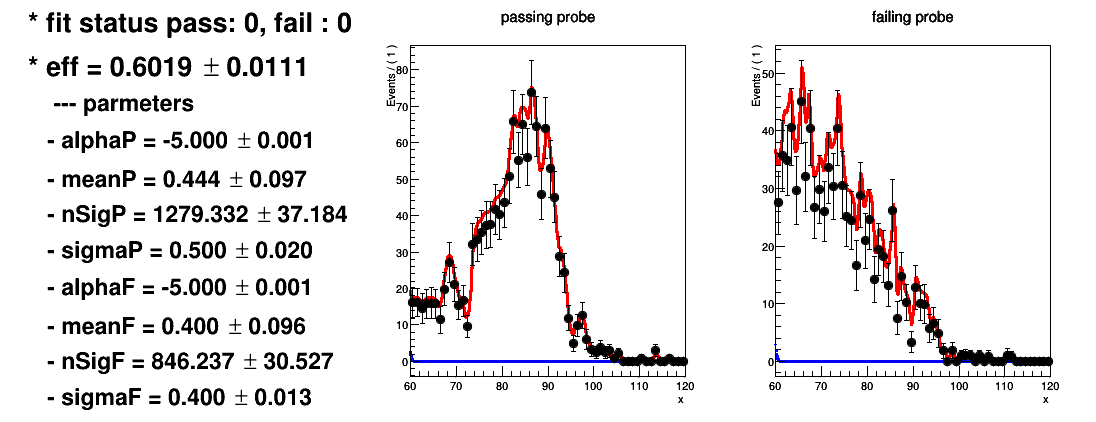 * fit status pass: 0, fail : 0
* eff = 0.6019 ± 0.0111
--- parmeters
- alphaP = -5.000 ± 0.001
- meanP = 0.444 ± 0.097
- nSigP = 1279.332 ± 37.184
- sigmaP = 0.500 ± 0.020
- alphaF = -5.000 ± 0.001
- meanF = 0.400 ± 0.096
- nSigF = 846.237 ± 30.527
- sigmaF = 0.400 ± 0.013
passing probe
Events / ( 1 )
80
70
60
50
40
30
20
10
0
60 70 80 90 100 110 120
x
failing probe
Events / ( 1 )
50
40
30
20
10
0
60 70 80 90 100 110 120
x